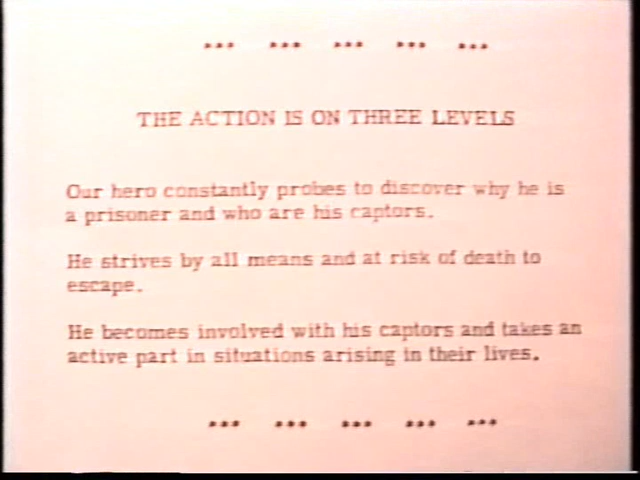 *** *** *** *** ***
THE ACTION IS ON THREE LEVELS
Our hero constantly probes to discover why he is
a prisoner and who are his captors.
He strives by all means and at risk of death to
escape.
He becomes involved with his captors and takes an
active part in situations arising in their lives.
*** *** *** *** ***